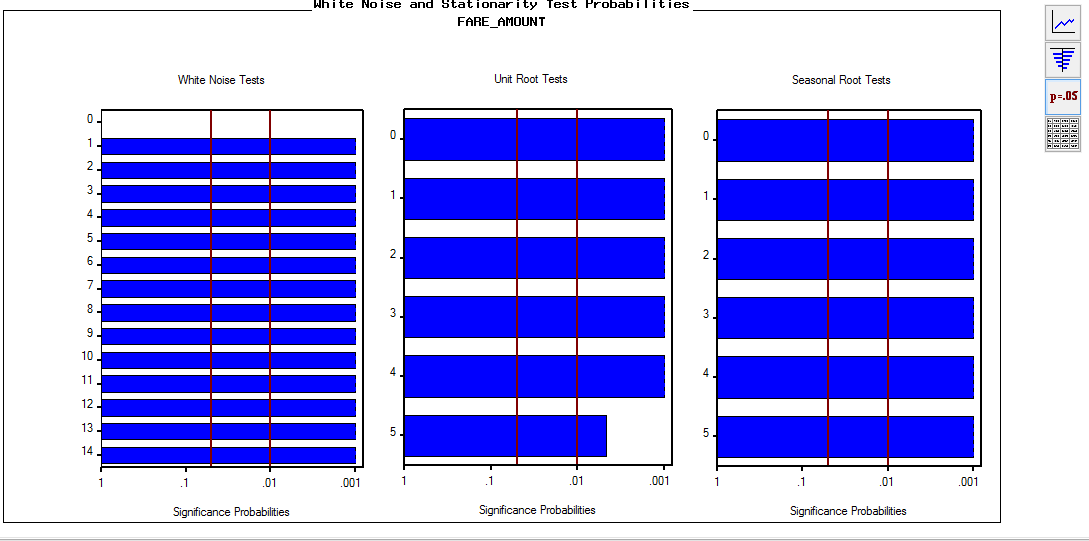 White Noise and Stationarity Test Probabilities
FARE_AMOUNT
White Noise Tests
Unit Root Tests
Seasonal Root Tests
0
1
2
3
4
5
6
7
8
9
10
11
12
13
14
1 .1 .01 .001
Significance Probabilities
0
1
2
3
4
5
1 .1 .01 .001
Significance Probabilities
0
1
2
3
4
5
1 .1 .01 .001
Significance Probabilities
p=.05